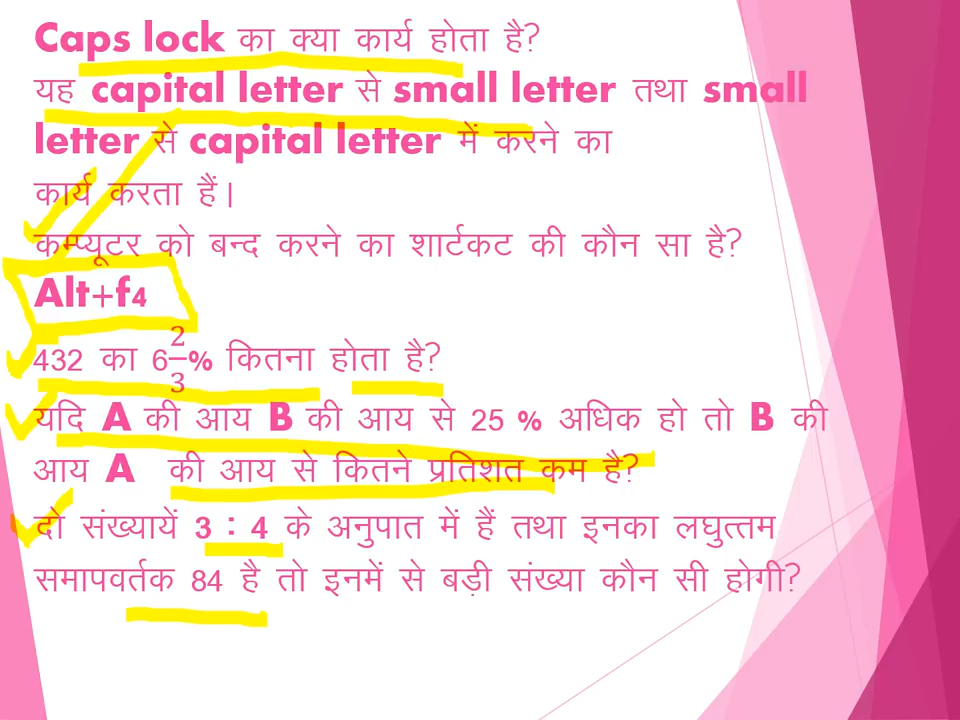 Caps lock का क्या कार्य होता है?
यह capital letter से small letter तथा small
letter से capital letter में करने का
कार्य करता हैं।
कम्प्यूटर को बन्द करने का शार्टकट की कौन सा है?
Alt+f4
432 का 6 2/3 % कितना होता है?
यदि A की आय B की आय से 25 % अधिक हो तो B की
आय A की आय से कितने प्रतिशत कम है?
दो संख्यायें 3 : 4 के अनुपात में हैं तथा इनका लघुत्तम
समापवर्तक 84 है तो इनमें से बड़ी संख्या कौन सी होगी?